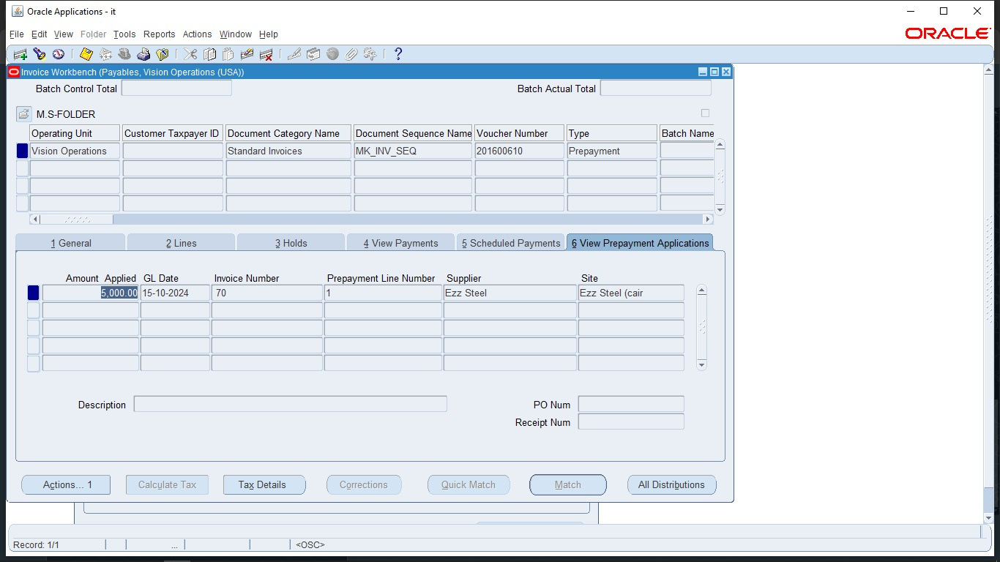 Oracle Applications - it
File Edit View Folder Tools Reports Actions Window Help
ORACLE
?
Invoice Workbench (Payables, Vision Operations (USA))
Batch Control Total Batch Actual Total
M.S-FOLDER
Operating Unit Customer Taxpayer ID Document Category Name Document Sequence Name Voucher Number Type Batch Name
Vision Operations Standard Invoices MK_INV_SEQ 201600610 Prepayment
1 General 2 Lines 3 Holds 4 View Payments 5 Scheduled Payments 6 View Prepayment Applications
Amount Applied GL Date Invoice Number Prepayment Line Number Supplier Site
5,000.00 15-10-2024 70 1 Ezz Steel Ezz Steel (cair
Description PO Num
Receipt Num
Actions... 1 Calculate Tax Tax Details Corrections Quick Match Match All Distributions
Record: 1/1 ... <OSC>